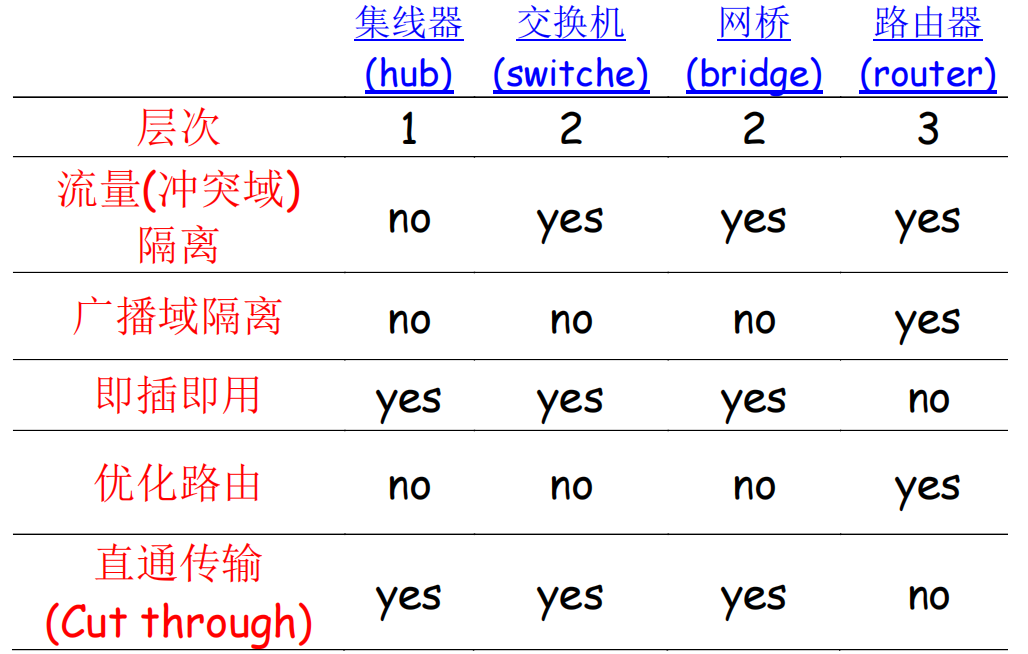 集线器 交换机 网桥 路由器
(hub) (switche) (bridge) (router)
层次 1 2 2 3
流量(冲突域)
隔离 no yes yes yes
广播域隔离 no no no yes
即插即用 yes yes yes no
优化路由 no no no yes
直通传输
(Cut through) yes yes yes no